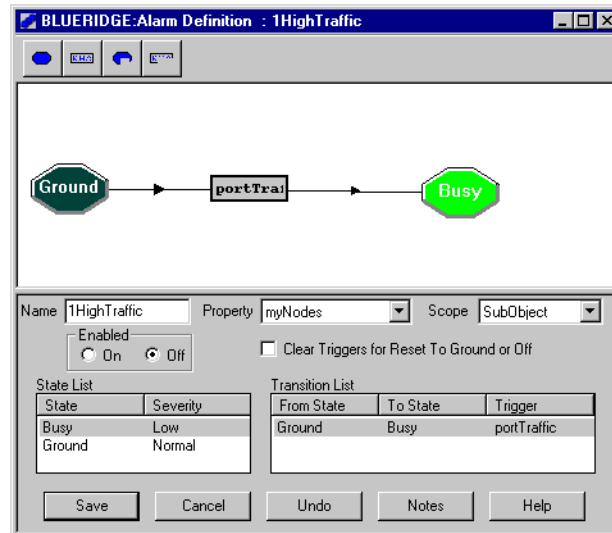 BLUERIDGE:Alarm Definition : 1HighTraffic
Ground portTraf Busy
Name 1HighTraffic Property myNodes Scope SubObject
Enabled
On Off Clear Triggers for Reset To Ground or Off
State List Transition List
State Severity From State To State Trigger
Busy Low Ground Busy portTraffic
Ground Normal
Save Cancel Undo Notes Help